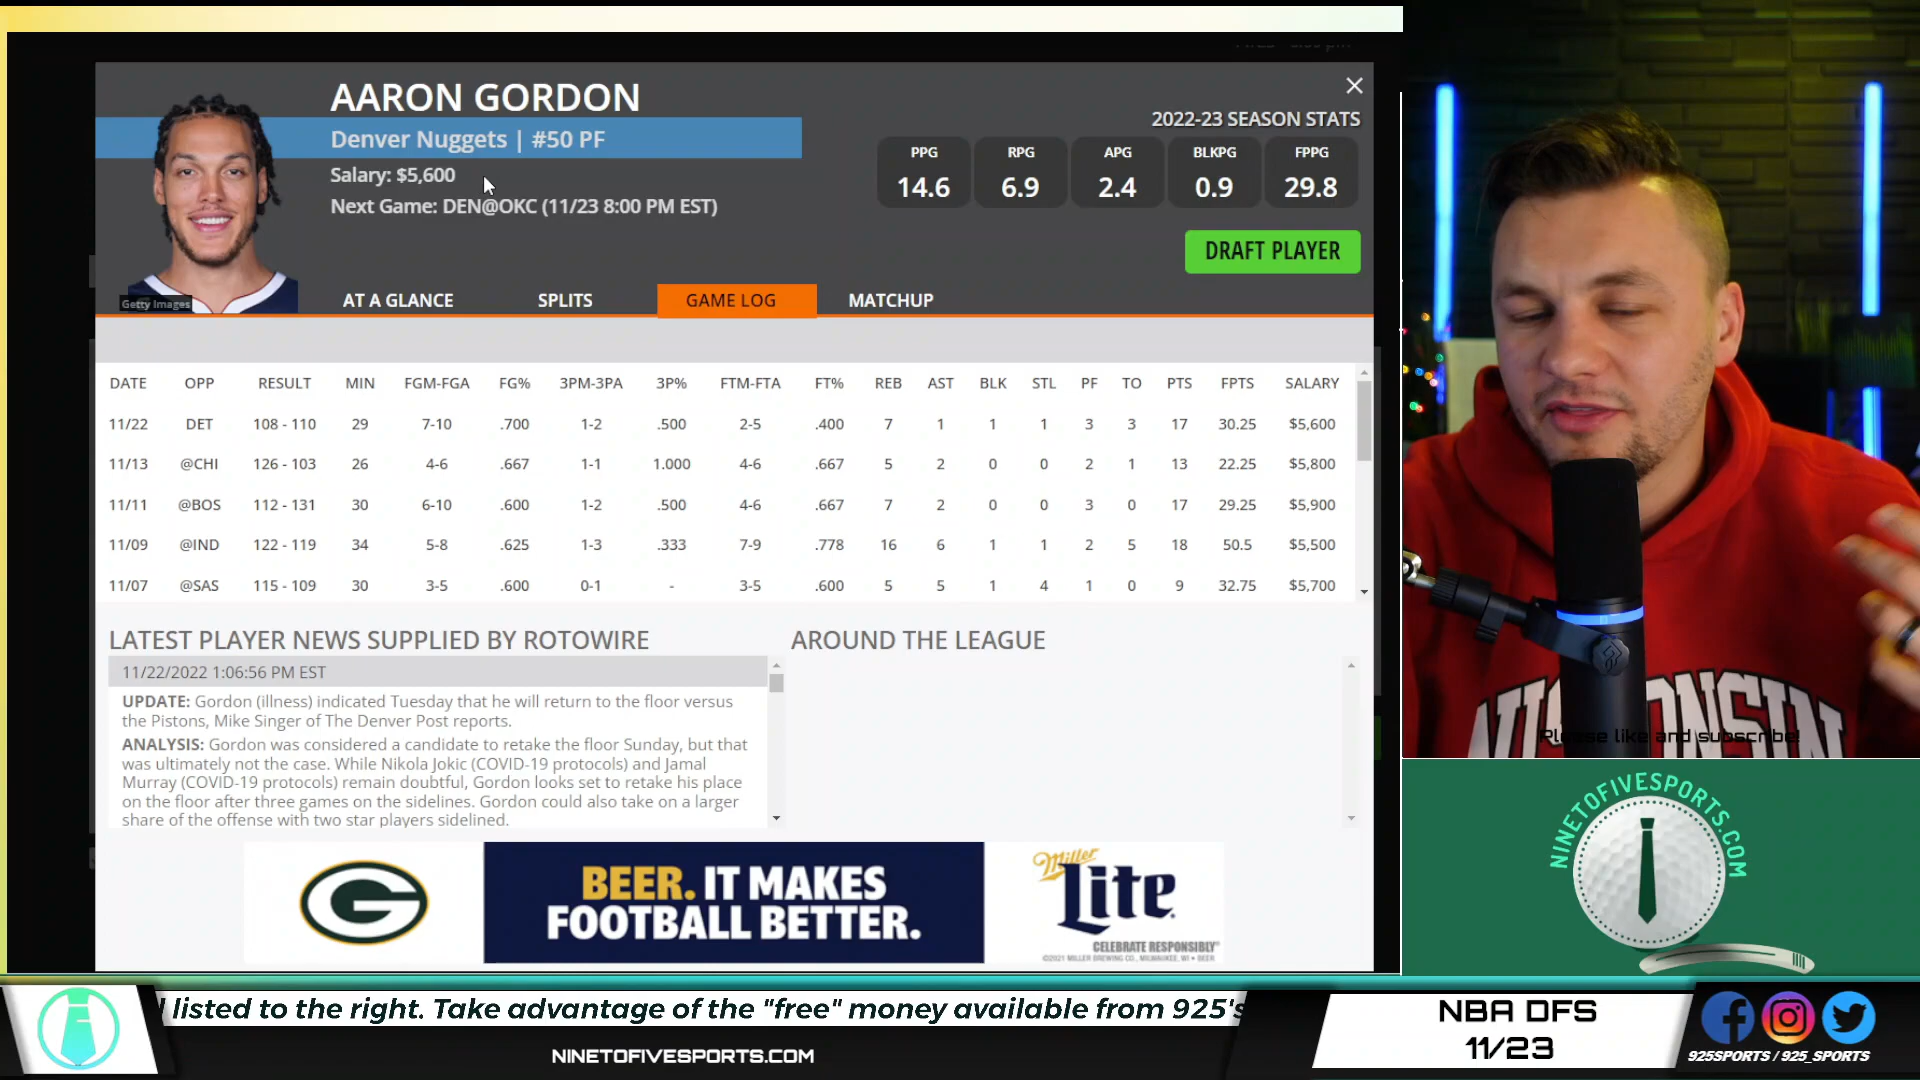 AARON GORDON
Denver Nuggets | #50 PF
Salary: $5,600
Next Game: DEN@OKC (11/23 8:00 PM EST)
2022-23 SEASON STATS
PPG RPG APG BLKPG FPPG
14.6 6.9 2.4 0.9 29.8
DRAFT PLAYER
Getty Images
AT A GLANCE SPLITS GAME LOG MATCHUP
DATE OPP RESULT MIN FGM-FGA FG% 3PM-3PA 3P% FTM-FTA FT% REB AST BLK STL PF TO PTS FPTS SALARY
11/22 DET 108 - 110 29 7-10 .700 1-2 .500 2-5 .400 7 1 1 1 3 3 17 30.25 $5,600
11/13 @CHI 126 - 103 26 4-6 .667 1-1 1.000 4-6 .667 5 2 0 0 2 1 13 22.25 $5,800
11/11 @BOS 112 - 131 30 6-10 .600 1-2 .500 4-6 .667 7 2 0 0 3 0 17 29.25 $5,900
11/09 @IND 122 - 119 34 5-8 .625 1-3 .333 7-9 .778 16 6 1 1 2 5 18 50.5 $5,500
11/07 @SAS 115 - 109 30 3-5 .600 0-1 - 3-5 .600 5 5 1 4 1 0 9 32.75 $5,700
LATEST PLAYER NEWS SUPPLIED BY ROTOWIRE
AROUND THE LEAGUE
11/22/2022 1:06:56 PM EST
UPDATE: Gordon (illness) indicated Tuesday that he will return to the floor versus
the Pistons, Mike Singer of The Denver Post reports.
ANALYSIS: Gordon was considered a candidate to retake the floor Sunday, but that
was ultimately not the case. While Nikola Jokic (COVID-19 protocols) and Jamal
Murray (COVID-19 protocols) remain doubtful, Gordon looks set to retake his place
on the floor after three games on the sidelines. Gordon could also take on a larger
share of the offense with two star players sidelined.
G
BEER. IT MAKES
FOOTBALL BETTER.
Miller
Lite
CELEBRATE RESPONSIBLY
©2021 MILLER BREWING CO., MILWAUKEE, WI • BEER
Please like and subscribe!
NINETOFIVESPORTS.COM
listed to the right. Take advantage of the "free" money available from 925's
NINETOFIVESPORTS.COM
NBA DFS
11/23
925SPORTS / 925_SPORTS